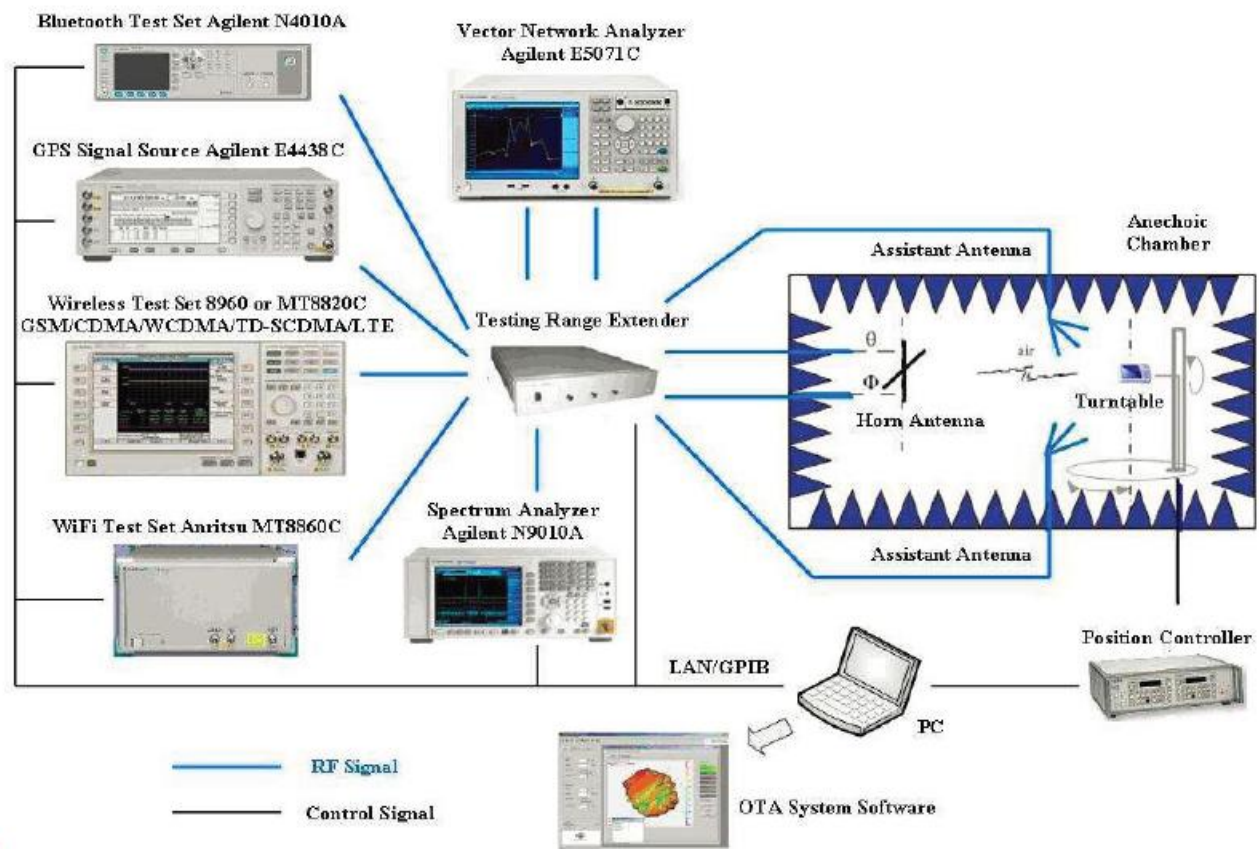 Bluetooth Test Set Agilent N4010A
Vector Network Analyzer
Agilent E5071C
GPS Signal Source Agilent E4438C
Anechoic
Chamber
Assistant Antenna
Wireless Test Set 8960 or MT8820C
GSM/CDMA/WCDMA/TD-SCDMA/LTE
Testing Range Extender
θ
air
Φ
Turntable
Horn Antenna
WiFi Test Set Anritsu MT8860C
Spectrum Analyzer
Agilent N9010A
Assistant Antenna
Position Controller
LAN/GPIB
PC
RF Signal
OTA System Software
Control Signal